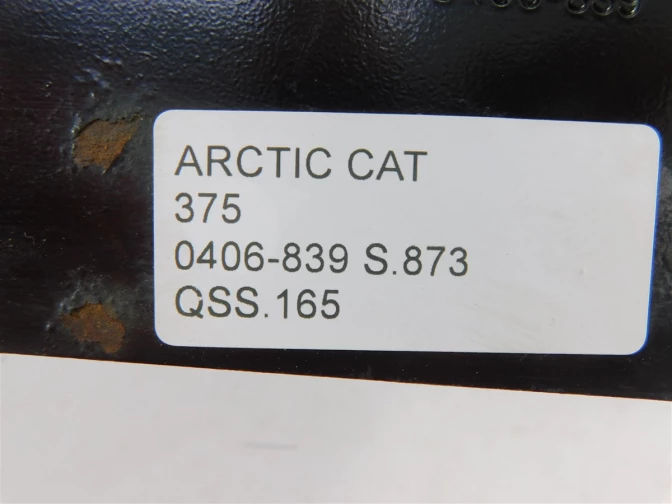 ARCTIC CAT
375
0406-839 S.873
QSS.165